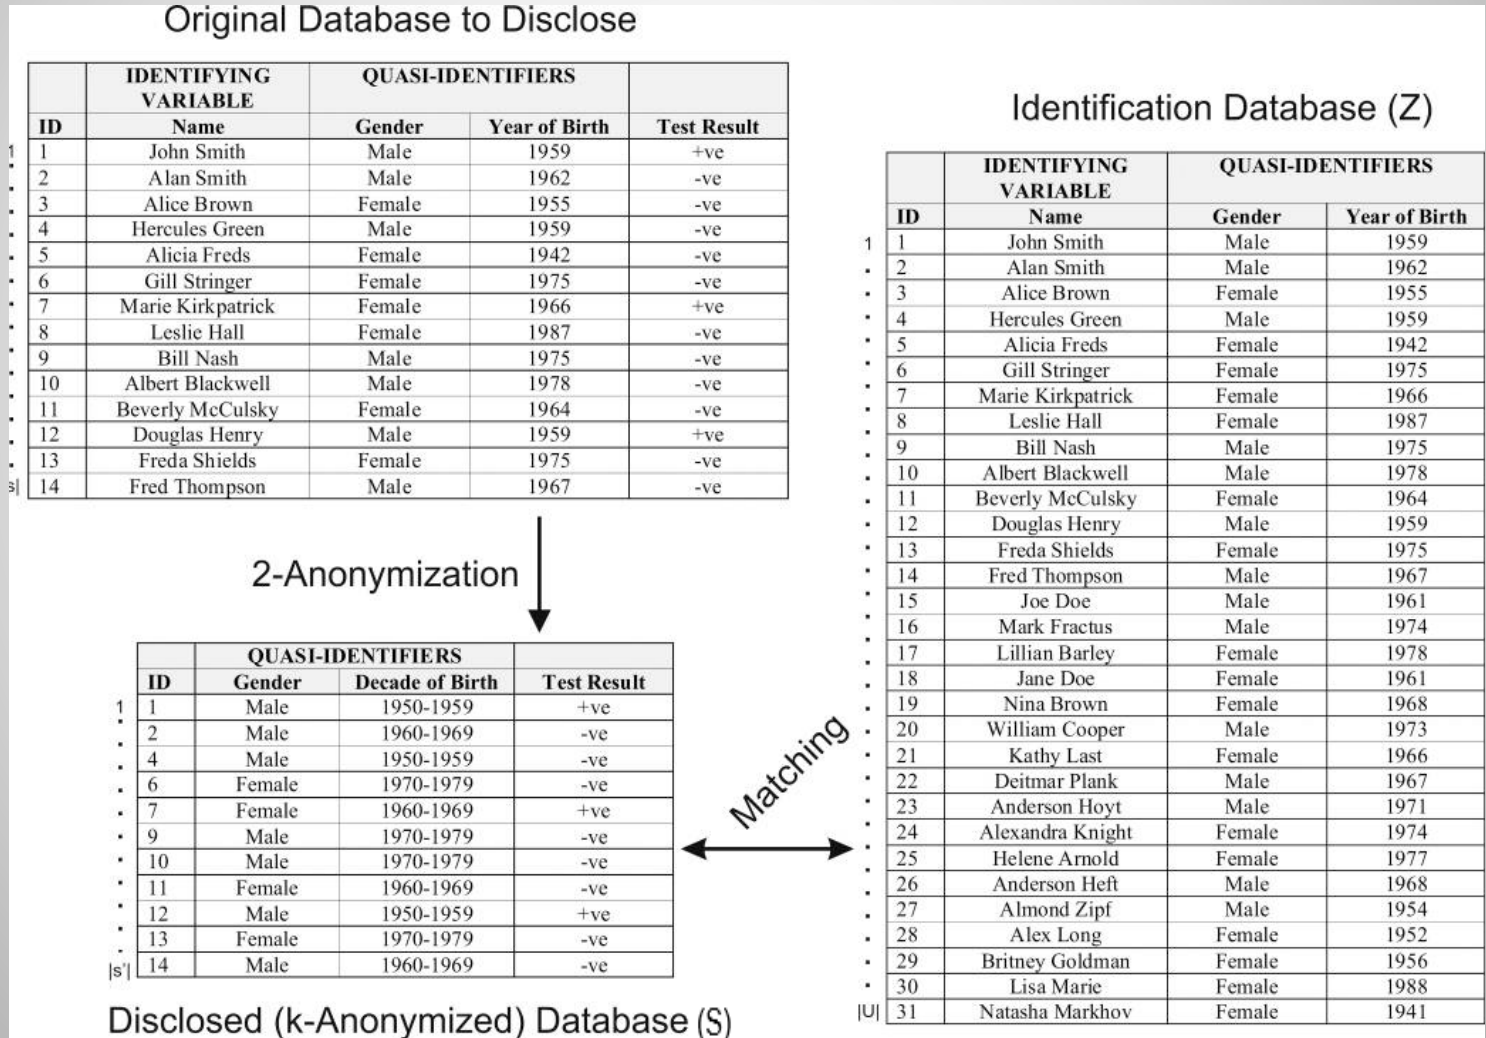 Original Database to Disclose
IDENTIFYING VARIABLE QUASI-IDENTIFIERS
ID Name Gender Year of Birth Test Result
1 John Smith Male 1959 +ve
2 Alan Smith Male 1962 -ve
3 Alice Brown Female 1955 -ve
4 Hercules Green Male 1959 -ve
5 Alicia Freds Female 1942 -ve
6 Gill Stringer Female 1975 -ve
7 Marie Kirkpatrick Female 1966 +ve
8 Leslie Hall Female 1987 -ve
9 Bill Nash Male 1975 -ve
10 Albert Blackwell Male 1978 -ve
11 Beverly McCulsky Female 1964 -ve
12 Douglas Henry Male 1959 +ve
13 Freda Shields Female 1975 -ve
14 Fred Thompson Male 1967 -ve
2-Anonymization
QUASI-IDENTIFIERS
ID Gender Decade of Birth Test Result
1 1 Male 1950-1959 +ve
2 Male 1960-1969 -ve
4 Male 1950-1959 -ve
6 Female 1970-1979 -ve
7 Female 1960-1969 +ve
9 Male 1970-1979 -ve
10 Male 1970-1979 -ve
11 Female 1960-1969 -ve
12 Male 1950-1959 +ve
13 Female 1970-1979 -ve
|s'| 14 Male 1960-1969 -ve
Disclosed (k-Anonymized) Database (S)
Matching
Identification Database (Z)
IDENTIFYING VARIABLE QUASI-IDENTIFIERS
ID Name Gender Year of Birth
1 1 John Smith Male 1959
2 Alan Smith Male 1962
3 Alice Brown Female 1955
4 Hercules Green Male 1959
5 Alicia Freds Female 1942
6 Gill Stringer Female 1975
7 Marie Kirkpatrick Female 1966
8 Leslie Hall Female 1987
9 Bill Nash Male 1975
10 Albert Blackwell Male 1978
11 Beverly McCulsky Female 1964
12 Douglas Henry Male 1959
13 Freda Shields Female 1975
14 Fred Thompson Male 1967
15 Joe Doe Male 1961
16 Mark Fractus Male 1974
17 Lillian Barley Female 1978
18 Jane Doe Female 1961
19 Nina Brown Female 1968
20 William Cooper Male 1973
21 Kathy Last Female 1966
22 Deitmar Plank Male 1967
23 Anderson Hoyt Male 1971
24 Alexandra Knight Female 1974
25 Helene Arnold Female 1977
26 Anderson Heft Male 1968
27 Almond Zipf Male 1954
28 Alex Long Female 1952
29 Britney Goldman Female 1956
30 Lisa Marie Female 1988
|U| 31 Natasha Markhov Female 1941